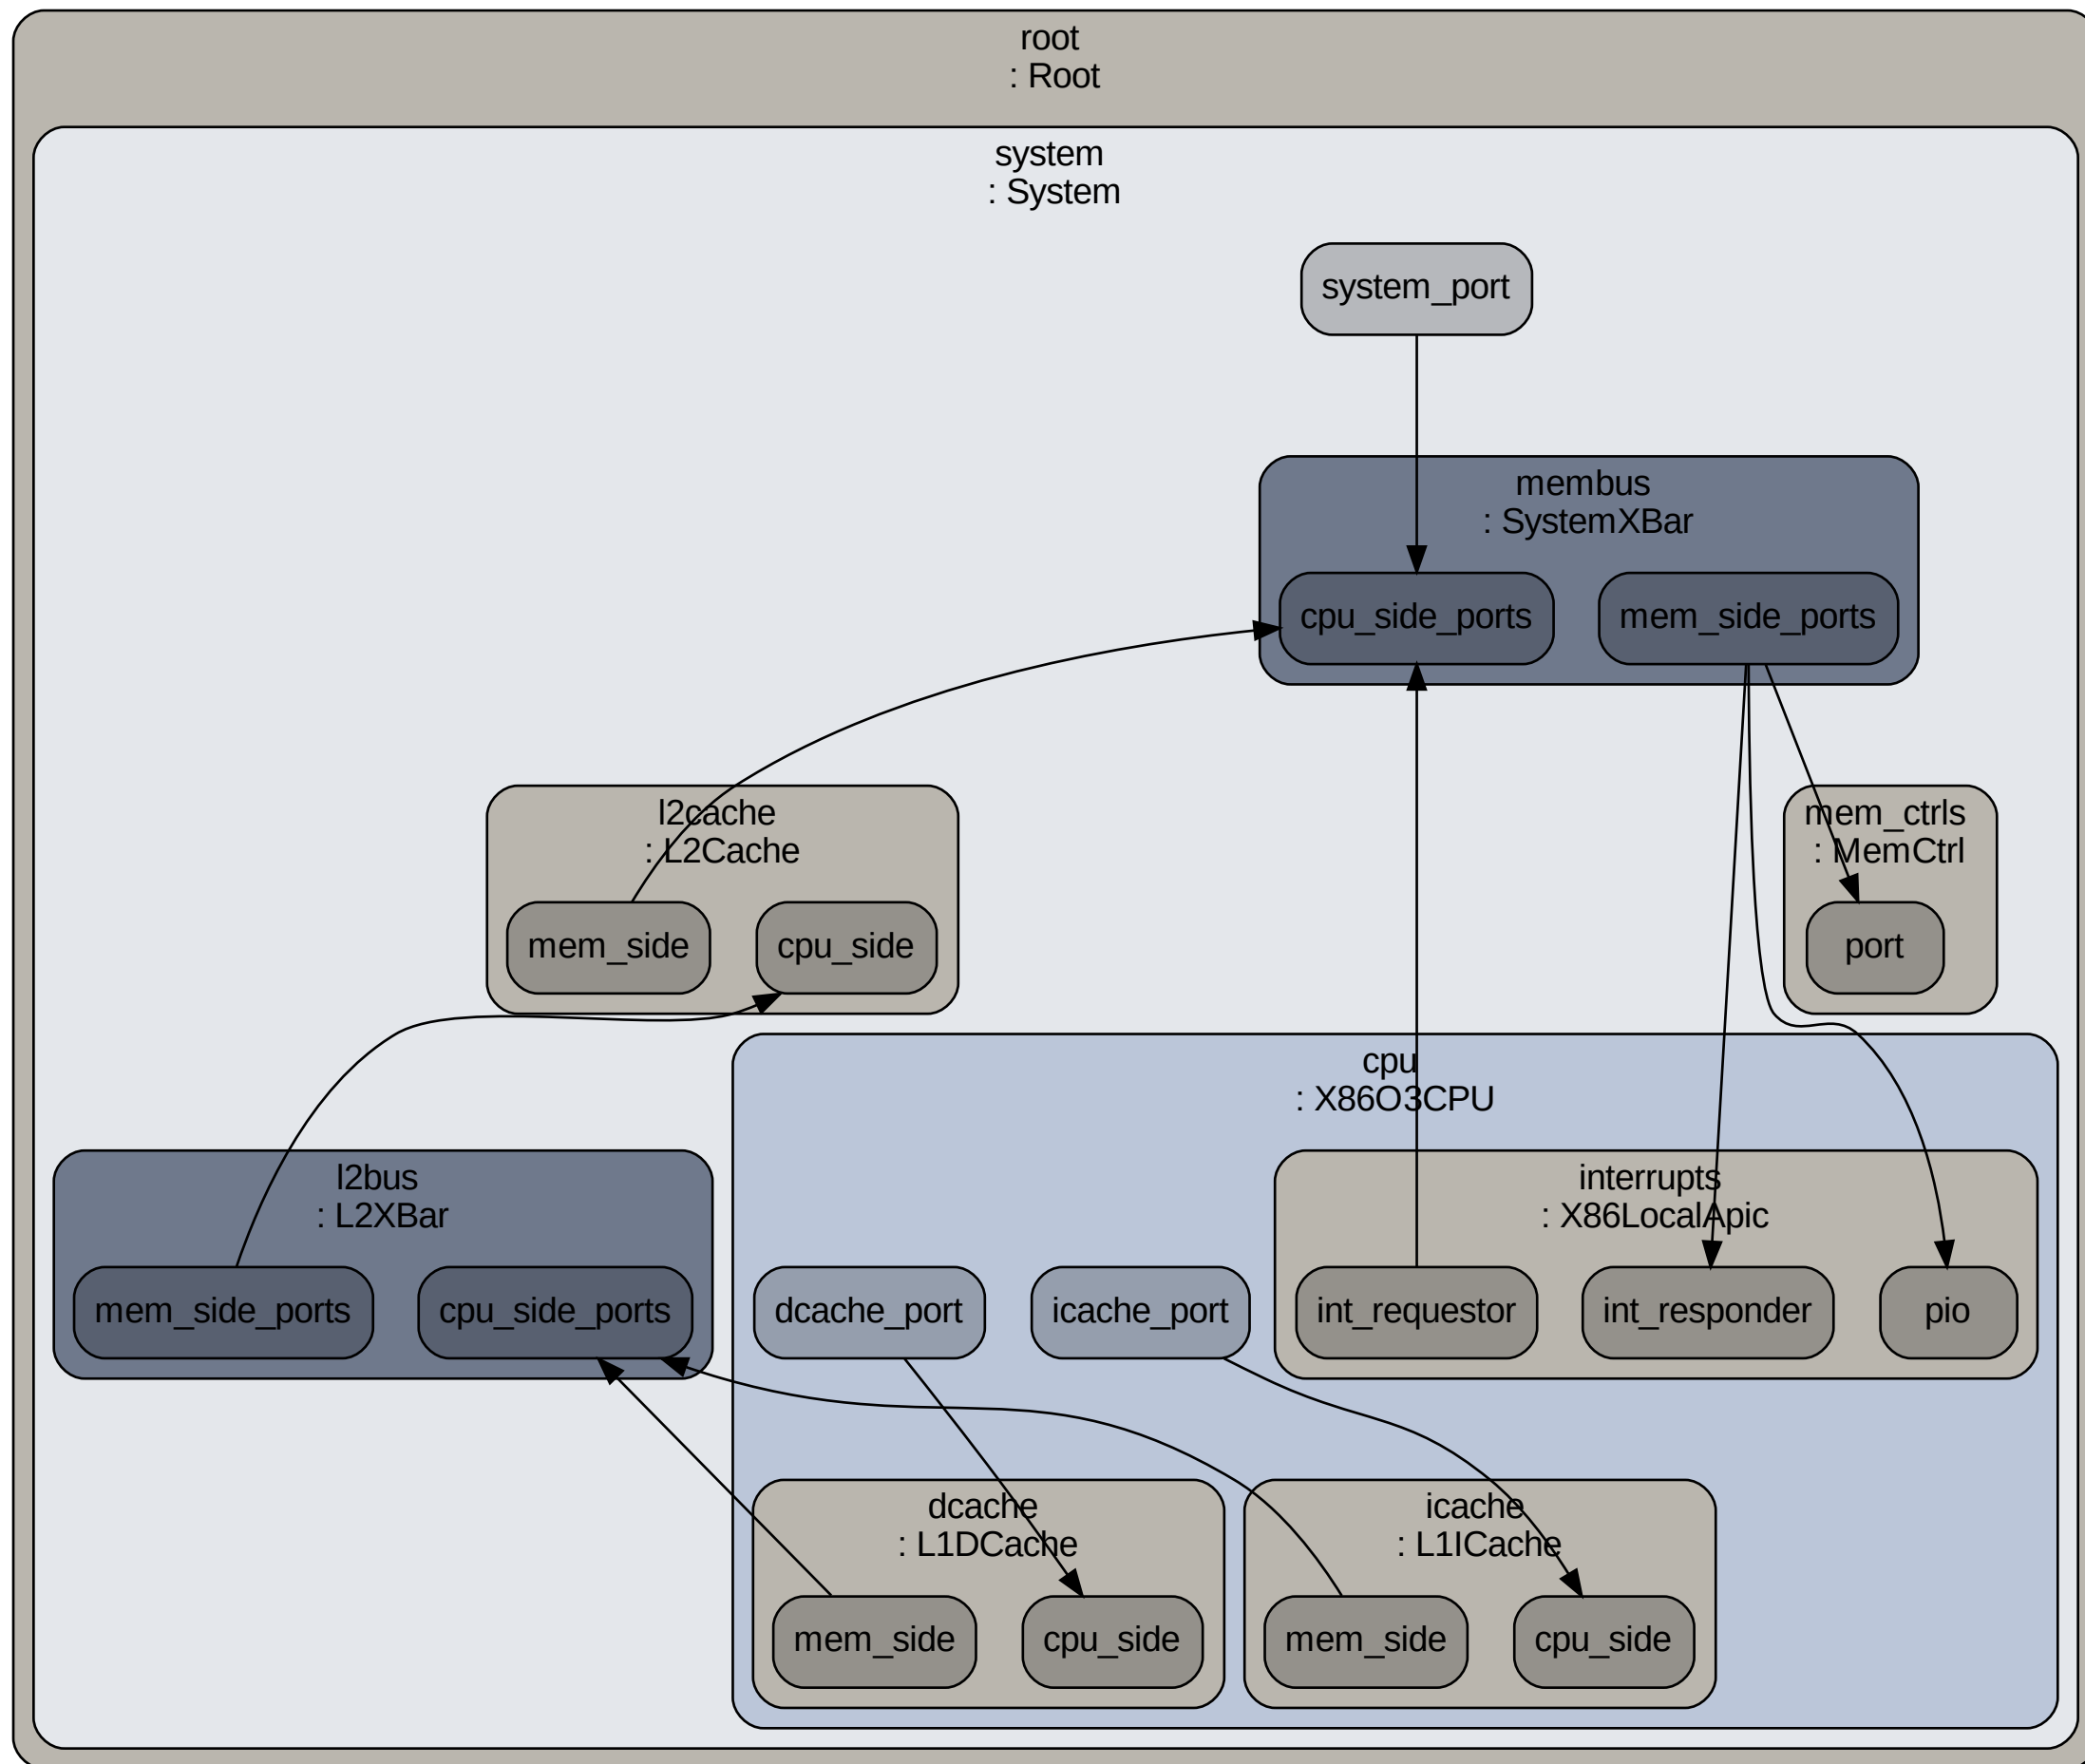 root
: Root
system
: System
system_port
membus
: SystemXBar
cpu_side_ports
mem_side_ports
l2cache
: L2Cache
mem_side
cpu_side
mem_ctrls
: MemCtrl
port
cpu
: X86O3CPU
l2bus
: L2XBar
mem_side_ports
cpu_side_ports
dcache_port
icache_port
interrupts
: X86LocalApic
int_requestor
int_responder
pio
dcache
: L1DCache
mem_side
cpu_side
icache
: L1ICache
mem_side
cpu_side